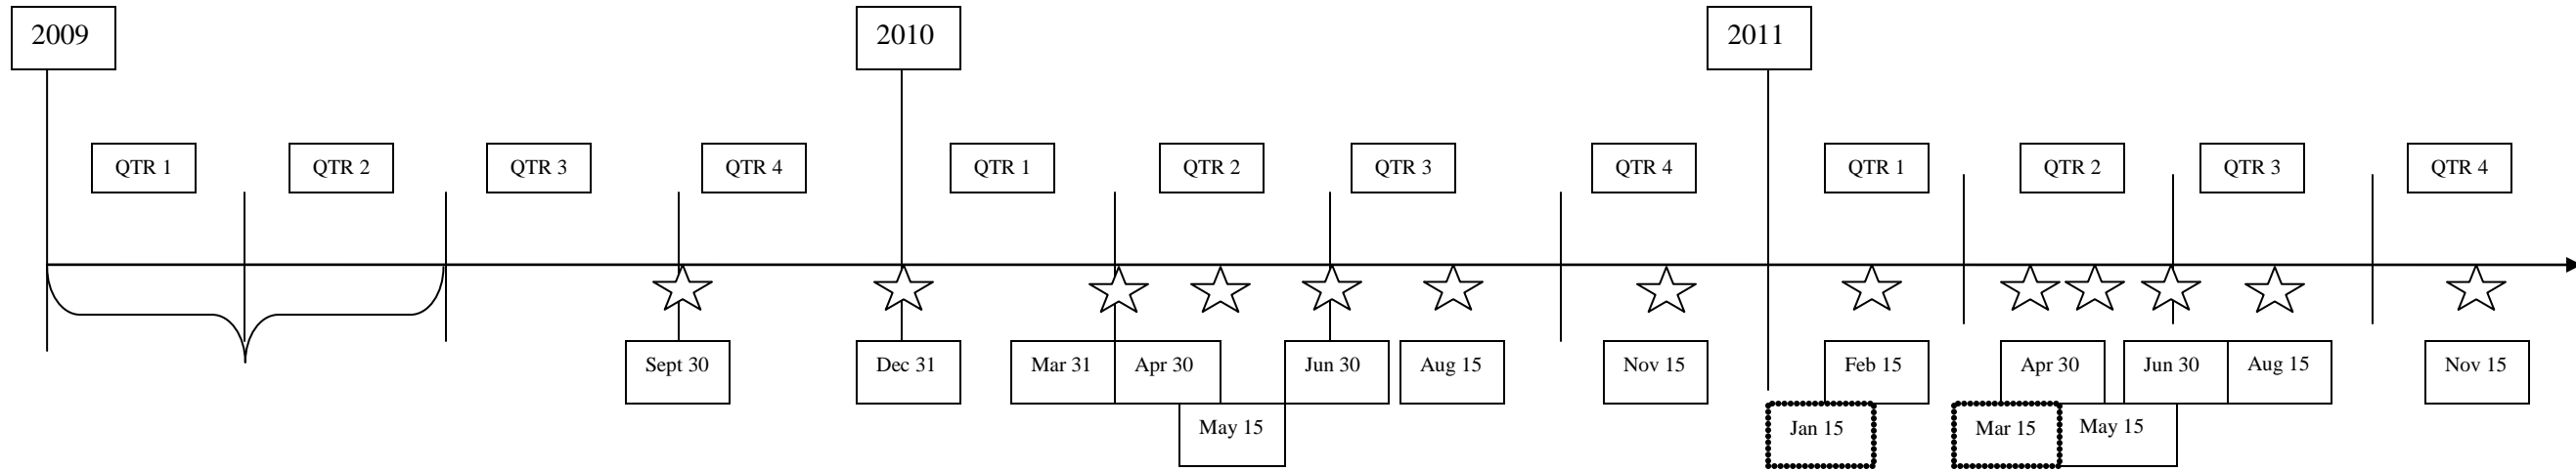 2009
2010
2011
QTR 1
QTR 2
QTR 3
QTR 4
QTR 1
QTR 2
QTR 3
QTR 4
QTR 1
QTR 2
QTR 3
QTR 4
Sept 30
Dec 31
Mar 31
Apr 30
Jun 30
Aug 15
Nov 15
Feb 15
Apr 30
Jun 30
Aug 15
Nov 15
May 15
Jan 15
Mar 15
May 15